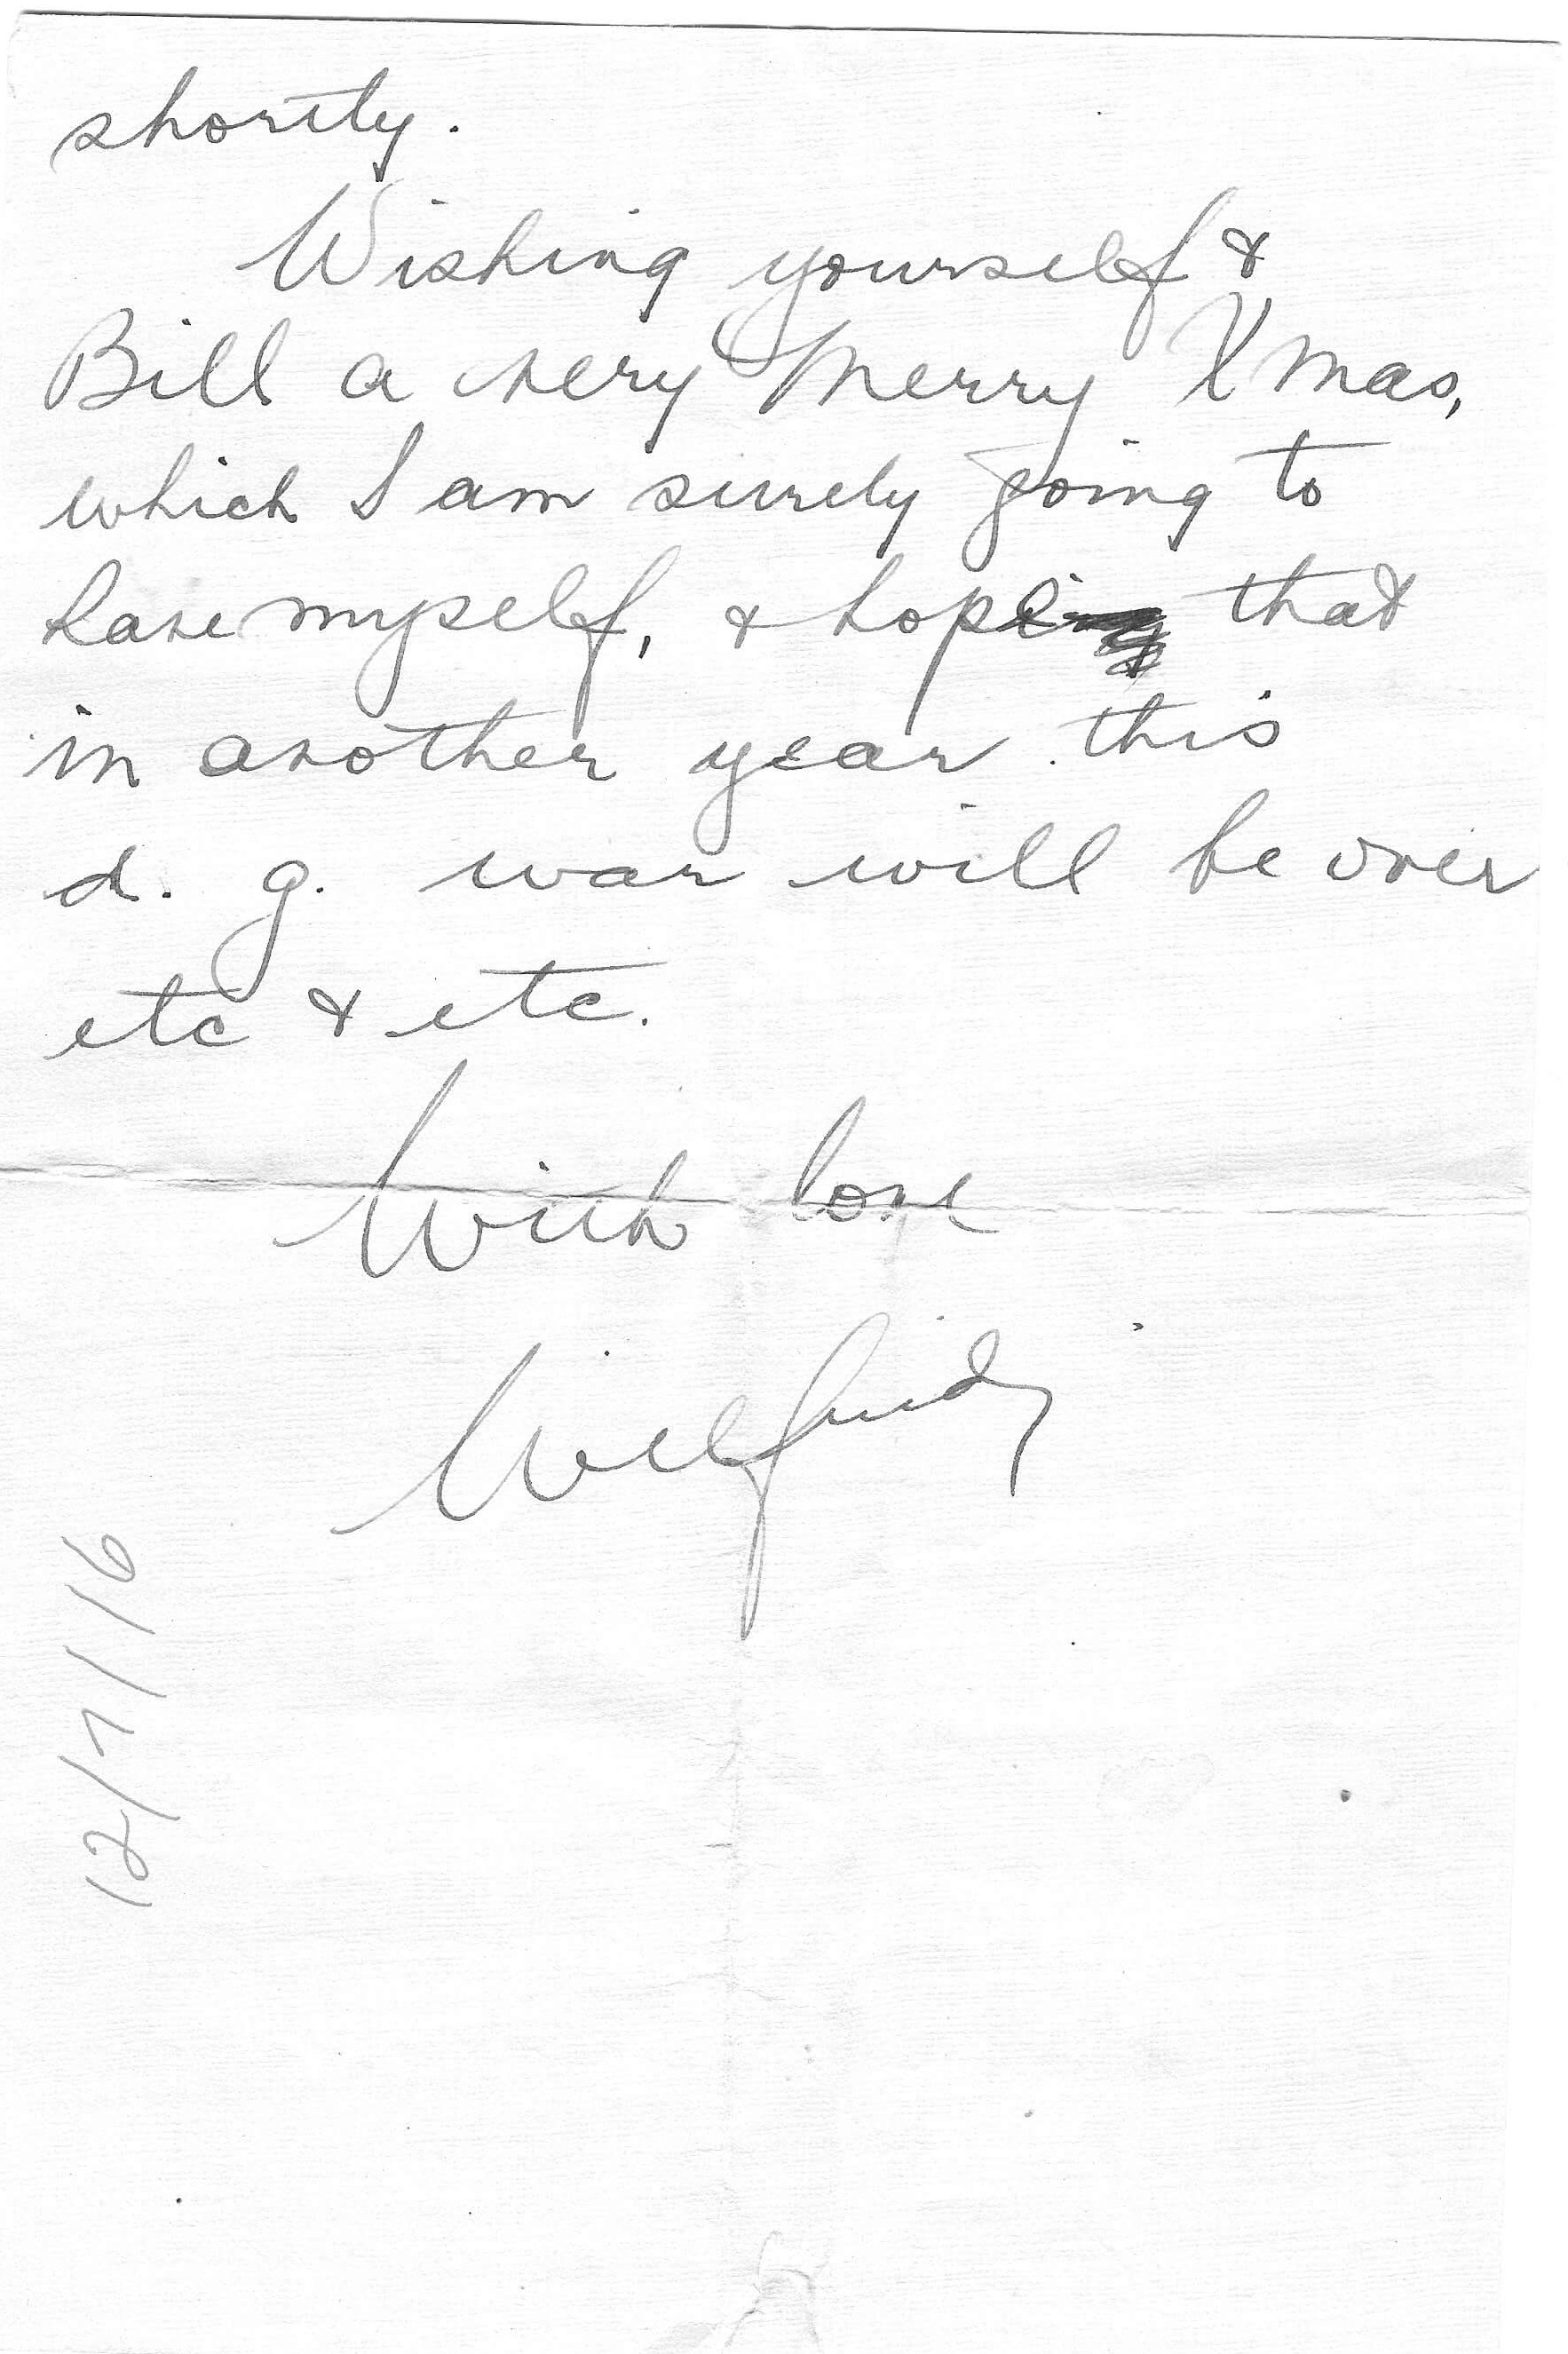 shortly.
Wishing yourself &
Bill a very Merry Xmas,
which I am surely going to
have myself, & hope that
in another year this
d. g. war will be over
etc & etc.
With love
Wilfrid
12/7/16